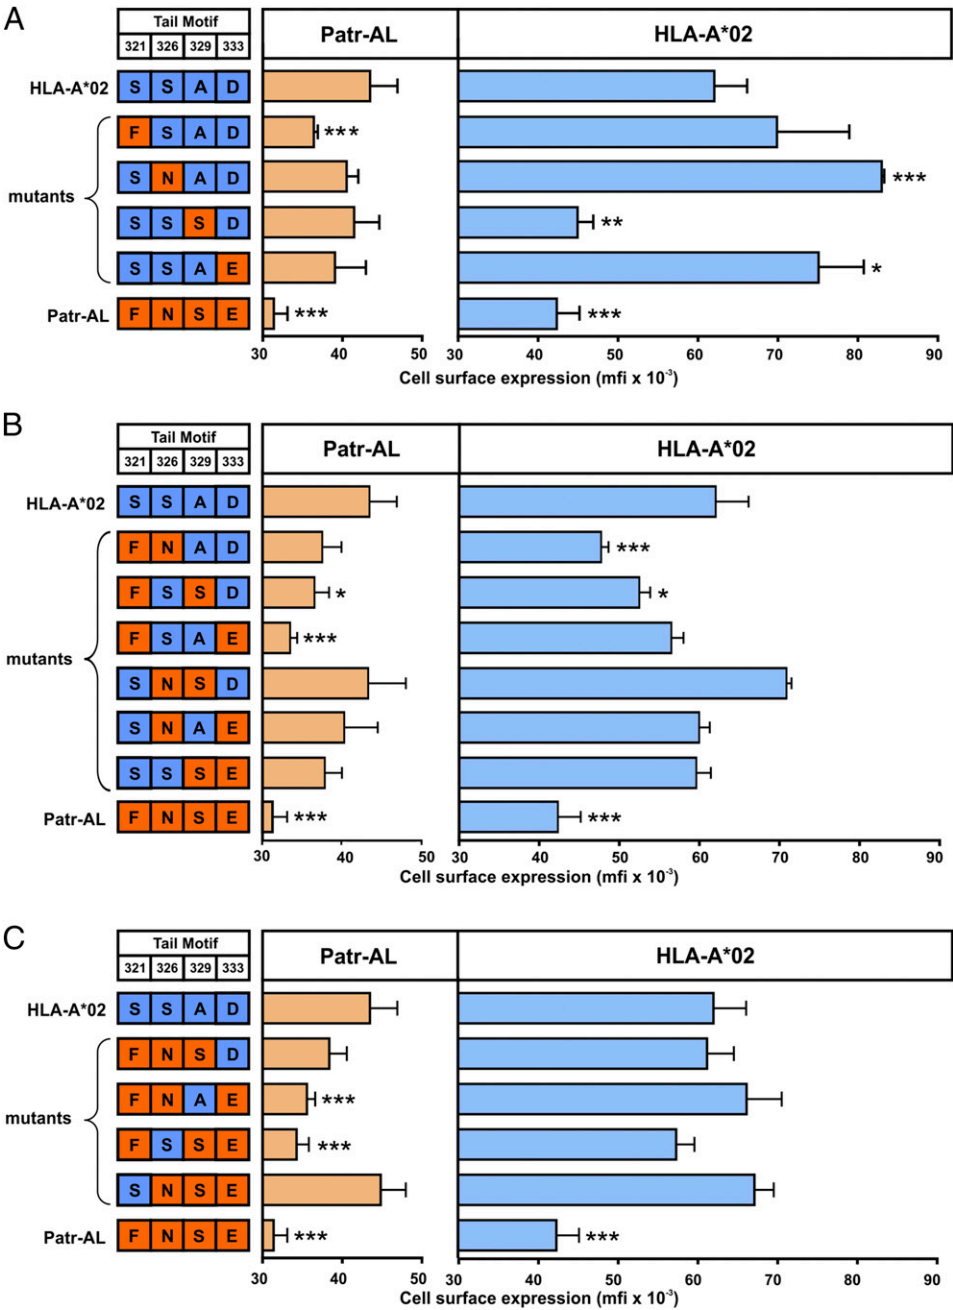 A
Tail Motif
321 326 329 333
Patr-AL
HLA-A*02
HLA-A*02 S S A D
F S A D ***
S N A D ***
mutants
S S S D **
S S A E *
Patr-AL F N S E *** ***
30 40 50 30 40 50 60 70 80 90
Cell surface expression (mfi x 10⁻³)
B
Tail Motif
321 326 329 333
Patr-AL
HLA-A*02
HLA-A*02 S S A D
F N A D ***
F S S D * *
F S A E ***
mutants
S N S D
S N A E
S S S E
Patr-AL F N S E *** ***
30 40 50 30 40 50 60 70 80 90
Cell surface expression (mfi x 10⁻³)
C
Tail Motif
321 326 329 333
Patr-AL
HLA-A*02
HLA-A*02 S S A D
F N S D
F N A E ***
mutants
F S S E ***
S N S E
Patr-AL F N S E *** ***
30 40 50 30 40 50 60 70 80 90
Cell surface expression (mfi x 10⁻³)